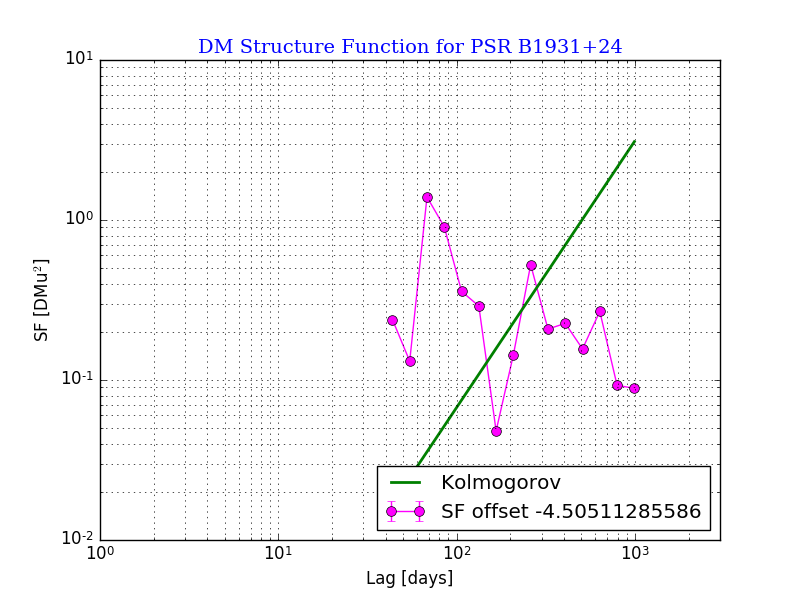 DM Structure Function for PSR B1931+24
SF [DMu²]
10¹
10⁰
10⁻¹
10⁻²
Kolmogorov
SF offset -4.50511285586
10⁰ 10¹ 10² 10³
Lag [days]